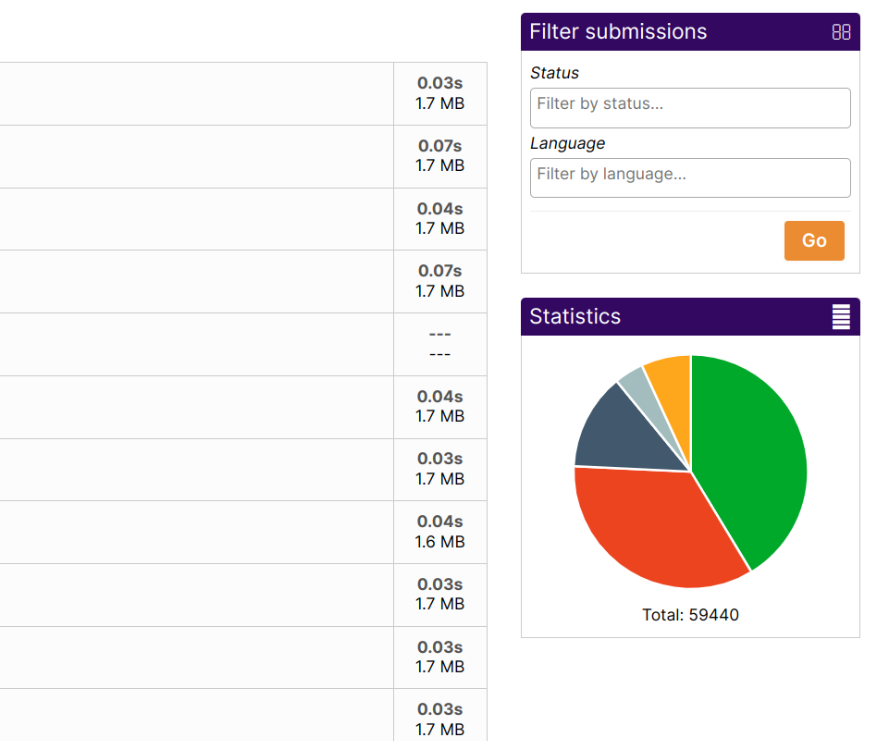 0.03s
1.7 MB
0.07s
1.7 MB
0.04s
1.7 MB
0.07s
1.7 MB
---
---
0.04s
1.7 MB
0.03s
1.7 MB
0.04s
1.6 MB
0.03s
1.7 MB
0.03s
1.7 MB
0.03s
1.7 MB
Filter submissions
Status
Filter by status...
Language
Filter by language...
Go
Statistics
Total: 59440